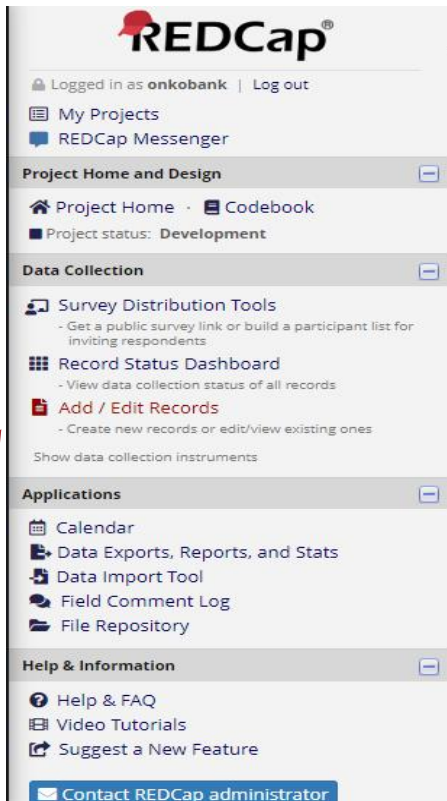 REDCap®
Logged in as onkobank | Log out
My Projects
REDCap Messenger
Project Home and Design
Project Home · Codebook
Project status: Development
Data Collection
Survey Distribution Tools
- Get a public survey link or build a participant list for
inviting respondents
Record Status Dashboard
- View data collection status of all records
Add / Edit Records
- Create new records or edit/view existing ones
Show data collection instruments
Applications
Calendar
Data Exports, Reports, and Stats
Data Import Tool
Field Comment Log
File Repository
Help & Information
Help & FAQ
Video Tutorials
Suggest a New Feature
Contact REDCap administrator